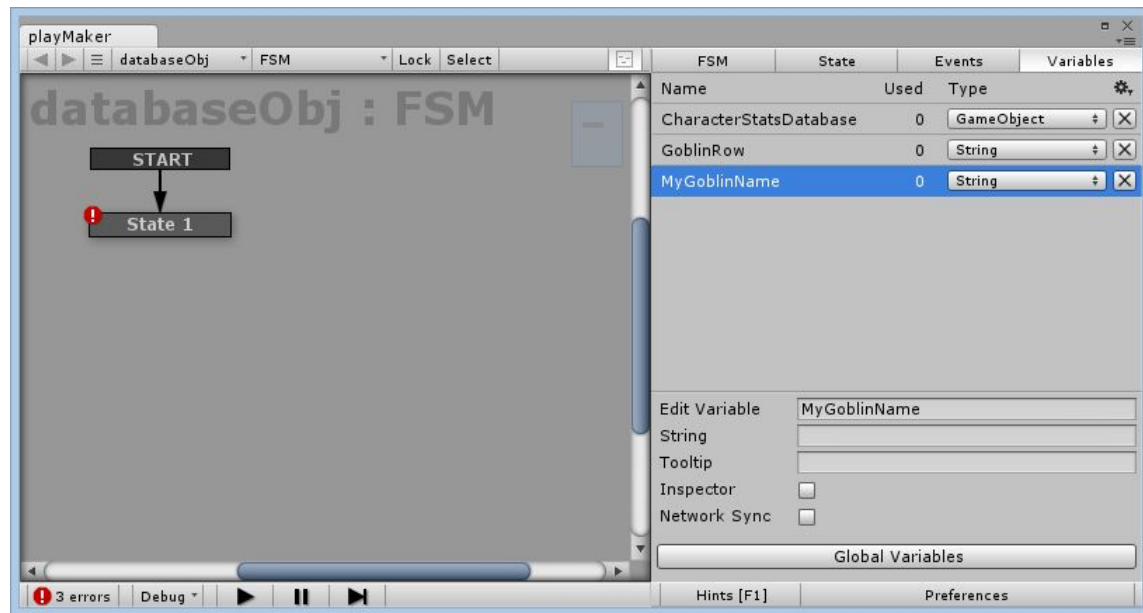 playMaker
databaseObj FSM Lock Select
databaseObj : FSM
START
State 1
3 errors Debug
FSM State Events Variables
Name Used Type
CharacterStatsDatabase 0 GameObject
GoblinRow 0 String
MyGoblinName 0 String
Edit Variable MyGoblinName
String
Tooltip
Inspector
Network Sync
Global Variables
Hints [F1] Preferences